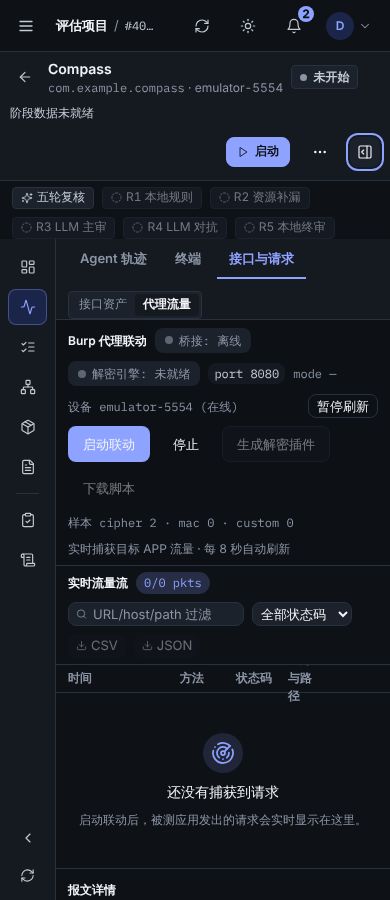 评估项目 / #40…
2
D
Compass
com.example.compass · emulator-5554
未开始
阶段数据未就绪
启动
五轮复核
R1 本地规则
R2 资源补漏
R3 LLM 主审
R4 LLM 对抗
R5 本地终审
Agent 轨迹
终端
接口与请求
接口资产
代理流量
Burp 代理联动
桥接: 离线
解密引擎: 未就绪
port 8080
mode —
设备 emulator-5554 (在线)
暂停刷新
启动联动
停止
生成解密插件
下载脚本
样本 cipher 2 · mac 0 · custom 0
实时捕获目标 APP 流量 · 每 8 秒自动刷新
实时流量流
0/0 pkts
URL/host/path 过滤
全部状态码
CSV
JSON
时间
方法
状态码
与路
径
还没有捕获到请求
启动联动后，被测应用发出的请求会实时显示在这里。
报文详情